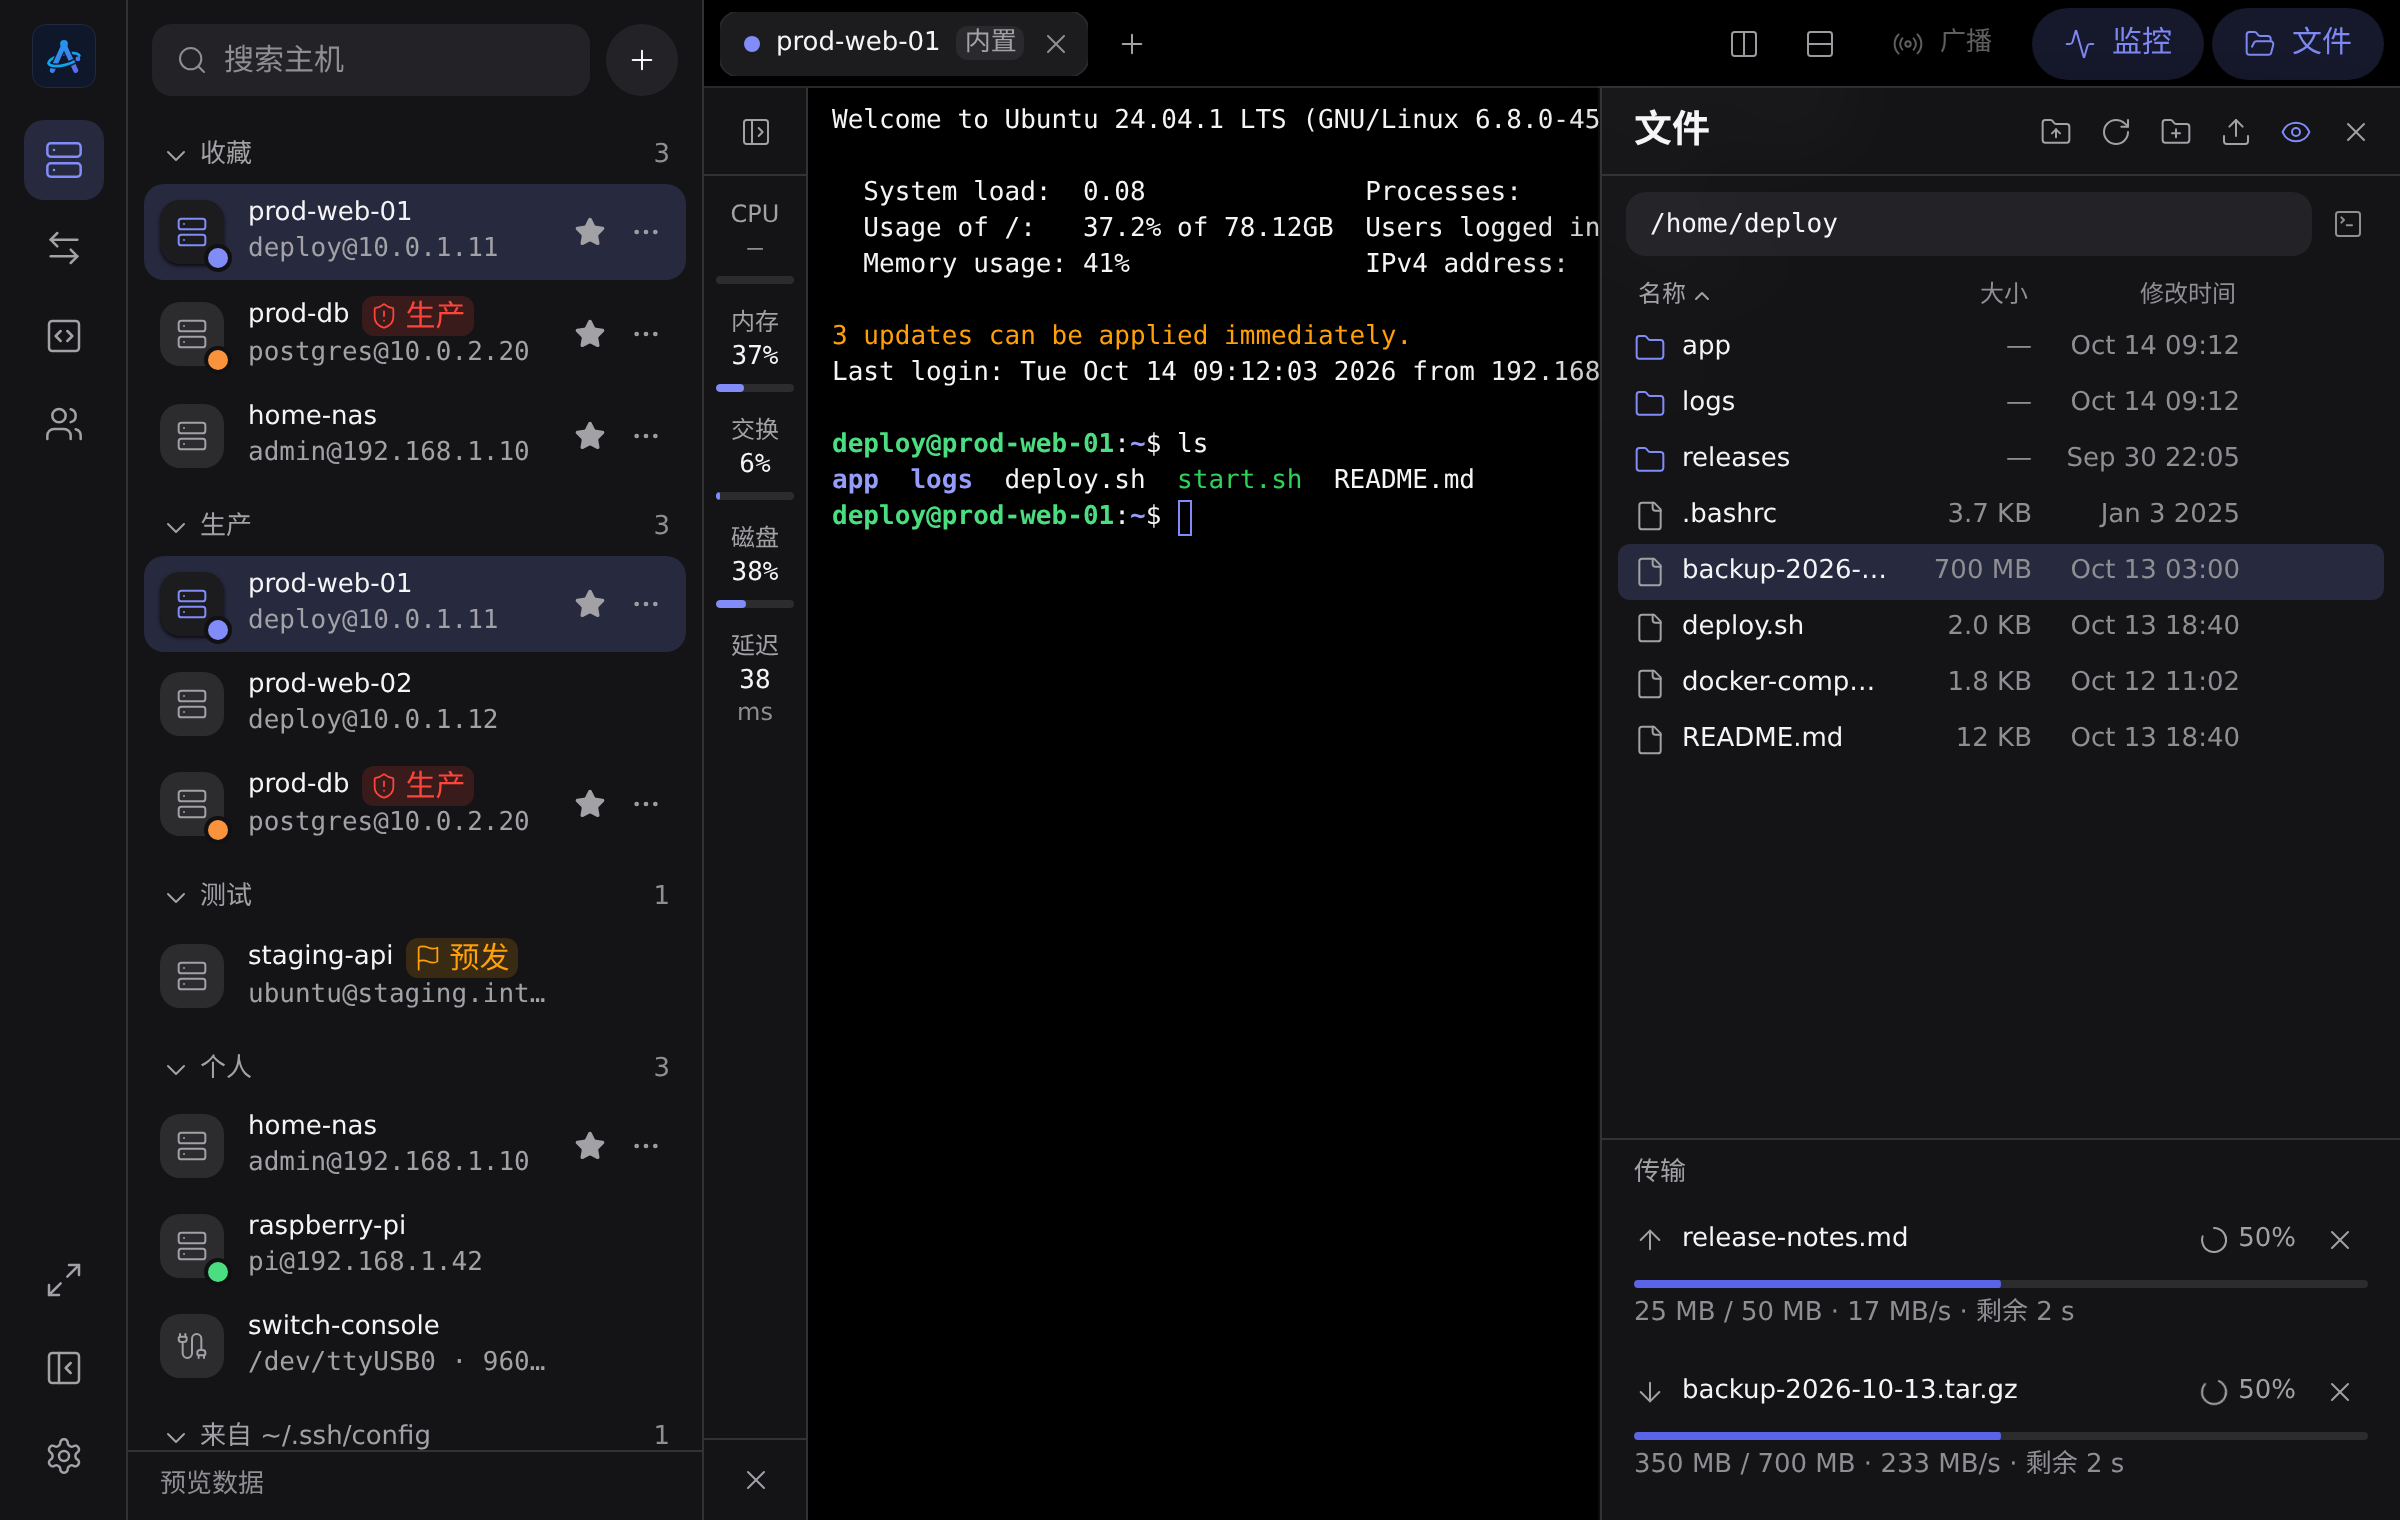 搜索主机
收藏 3
prod-web-01
deploy@10.0.1.11
prod-db 生产
postgres@10.0.2.20
home-nas
admin@192.168.1.10
生产 3
prod-web-01
deploy@10.0.1.11
prod-web-02
deploy@10.0.1.12
prod-db 生产
postgres@10.0.2.20
测试 1
staging-api 预发
ubuntu@staging.int…
个人 3
home-nas
admin@192.168.1.10
raspberry-pi
pi@192.168.1.42
switch-console
/dev/ttyUSB0 · 960…
来自 ~/.ssh/config 1
预览数据
prod-web-01 内置
广播
监控
文件
CPU
—
内存
37%
交换
6%
磁盘
38%
延迟
38
ms
Welcome to Ubuntu 24.04.1 LTS (GNU/Linux 6.8.0-45
System load: 0.08 Processes:
Usage of /: 37.2% of 78.12GB Users logged in
Memory usage: 41% IPv4 address:
3 updates can be applied immediately.
Last login: Tue Oct 14 09:12:03 2026 from 192.168
deploy@prod-web-01:~$ ls
app logs deploy.sh start.sh README.md
deploy@prod-web-01:~$
文件
/home/deploy
名称 大小 修改时间
app — Oct 14 09:12
logs — Oct 14 09:12
releases — Sep 30 22:05
.bashrc 3.7 KB Jan 3 2025
backup-2026-… 700 MB Oct 13 03:00
deploy.sh 2.0 KB Oct 13 18:40
docker-comp… 1.8 KB Oct 12 11:02
README.md 12 KB Oct 13 18:40
传输
release-notes.md 50%
25 MB / 50 MB · 17 MB/s · 剩余 2 s
backup-2026-10-13.tar.gz 50%
350 MB / 700 MB · 233 MB/s · 剩余 2 s